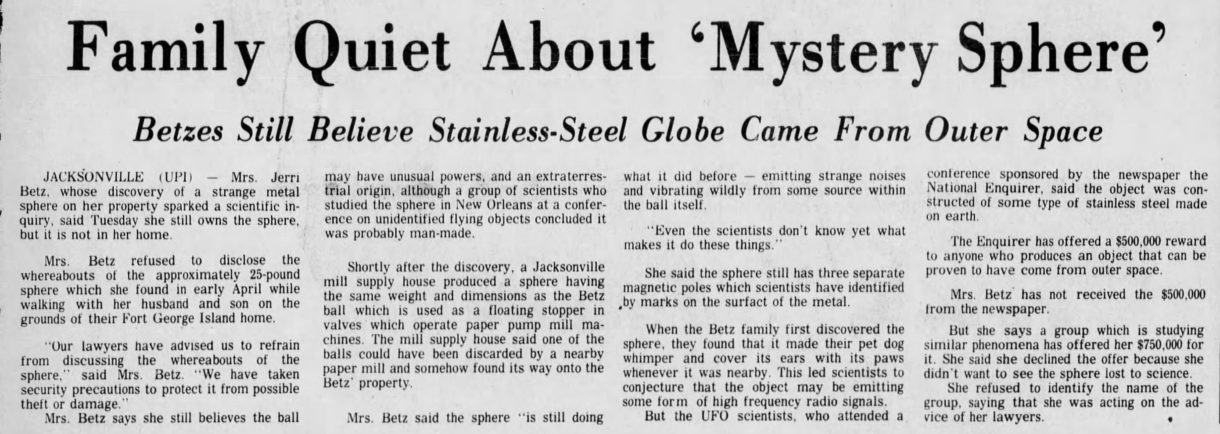 Family Quiet About ‘Mystery Sphere’
Betzes Still Believe Stainless-Steel Globe Came From Outer Space
JACKSONVILLE (UPI) — Mrs. Jerri
Betz, whose discovery of a strange metal
sphere on her property sparked a scientific in-
quiry, said Tuesday she still owns the sphere,
but it is not in her home.
Mrs. Betz refused to disclose the
whereabouts of the approximately 25-pound
sphere which she found in early April while
walking with her husband and son on the
grounds of their Fort George Island home.
"Our lawyers have advised us to refrain
from discussing the whereabouts of the
sphere," said Mrs. Betz. "We have taken
security precautions to protect it from possible
theft or damage."
Mrs. Betz says she still believes the ball
may have unusual powers, and an extraterres-
trial origin, although a group of scientists who
studied the sphere in New Orleans at a confer-
ence on unidentified flying objects concluded it
was probably man-made.
Shortly after the discovery, a Jacksonville
mill supply house produced a sphere having
the same weight and dimensions as the Betz
ball which is used as a floating stopper in
valves which operate paper pump mill ma-
chines. The mill supply house said one of the
balls could have been discarded by a nearby
paper mill and somehow found its way onto the
Betz' property.
Mrs. Betz said the sphere "is still doing
what it did before — emitting strange noises
and vibrating wildly from some source within
the ball itself.
"Even the scientists don't know yet what
makes it do these things."
She said the sphere still has three separate
magnetic poles which scientists have identified
by marks on the surfact of the metal.
When the Betz family first discovered the
sphere, they found that it made their pet dog
whimper and cover its ears with its paws
whenever it was nearby. This led scientists to
conjecture that the object may be emitting
some form of high frequency radio signals.
But the UFO scientists, who attended a
conference sponsored by the newspaper the
National Enquirer, said the object was con-
structed of some type of stainless steel made
on earth.
The Enquirer has offered a $500,000 reward
to anyone who produces an object that can be
proven to have come from outer space.
Mrs. Betz has not received the $500,000
from the newspaper.
But she says a group which is studying
similar phenomena has offered her $750,000 for
it. She said she declined the offer because she
didn't want to see the sphere lost to science.
She refused to identify the name of the
group, saying that she was acting on the ad-
vice of her lawyers.